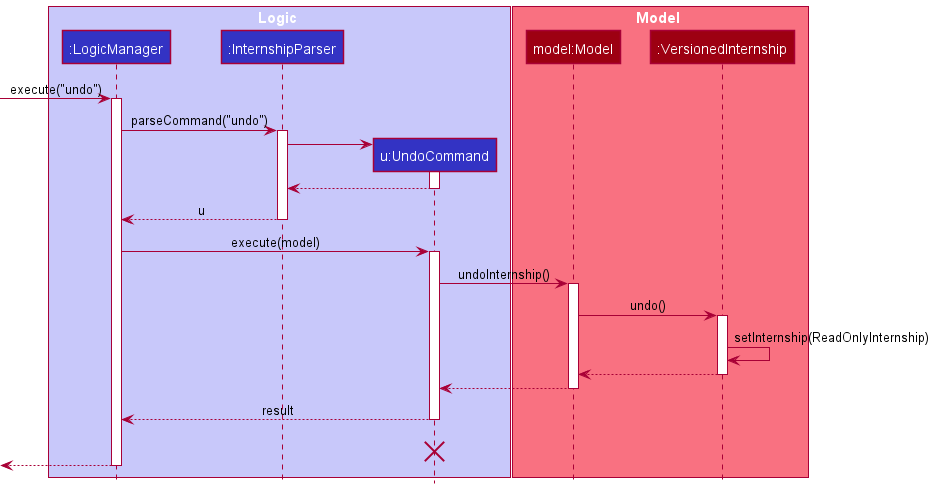 Logic
Model
:LogicManager
:InternshipParser
model:Model
:VersionedInternship
execute("undo")
parseCommand("undo")
u:UndoCommand
u
execute(model)
undoInternship()
undo()
setInternship(ReadOnlyInternship)
result